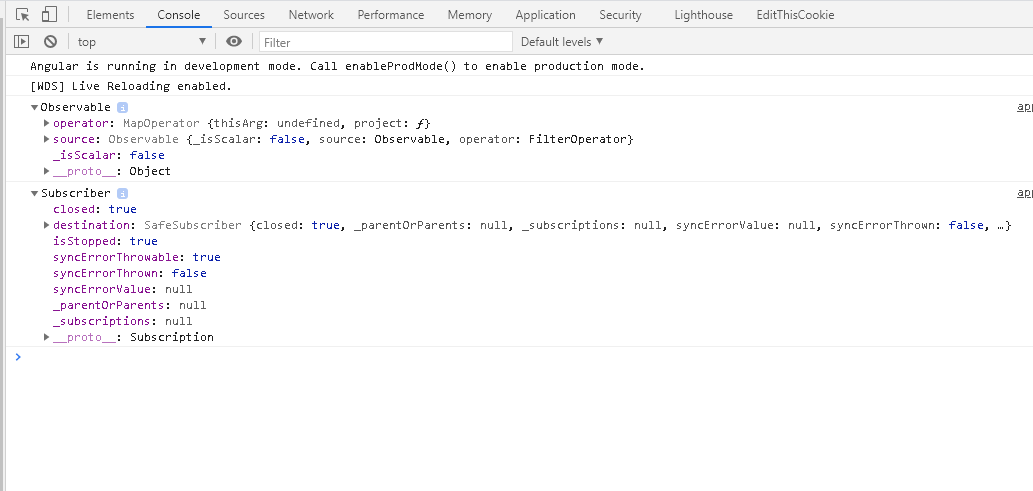 Elements Console Sources Network Performance Memory Application Security Lighthouse EditThisCookie
top ▼ Filter Default levels ▼
Angular is running in development mode. Call enableProdMode() to enable production mode.
[WDS] Live Reloading enabled.
▼Observable i
ap
▶operator: MapOperator {thisArg: undefined, project: ƒ}
▶source: Observable {_isScalar: false, source: Observable, operator: FilterOperator}
_isScalar: false
▶__proto__: Object
▼Subscriber i
ap
closed: true
▶destination: SafeSubscriber {closed: true, _parentOrParents: null, _subscriptions: null, syncErrorValue: null, syncErrorThrown: false, …}
isStopped: true
syncErrorThrowable: true
syncErrorThrown: false
syncErrorValue: null
_parentOrParents: null
_subscriptions: null
▶__proto__: Subscription
>